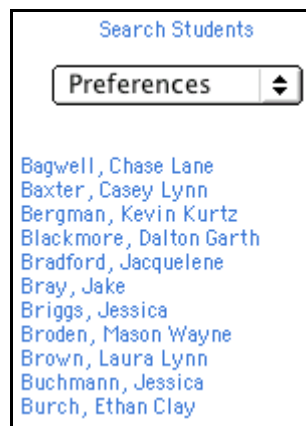 Search Students
Preferences
Bagwell, Chase Lane
Baxter, Casey Lynn
Bergman, Kevin Kurtz
Blackmore, Dalton Garth
Bradford, Jacquelene
Bray, Jake
Briggs, Jessica
Broden, Mason Wayne
Brown, Laura Lynn
Buchmann, Jessica
Burch, Ethan Clay